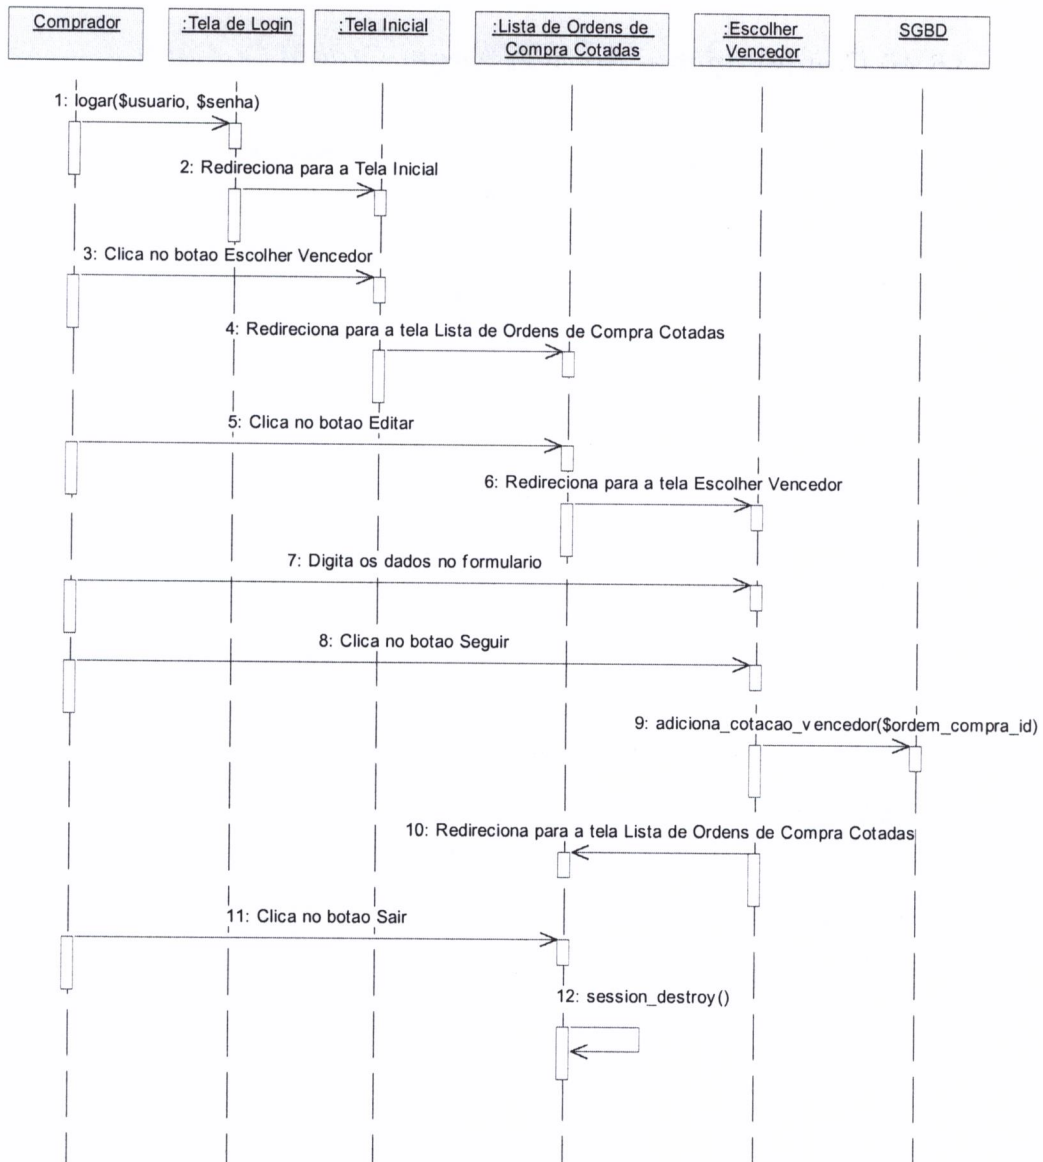 Comprador
:Tela de Login
:Tela Inicial
:Lista de Ordens de
Compra Cotadas
:Escolher
Vencedor
SGBD
1: logar($usuario, $senha)
2: Redireciona para a Tela Inicial
3: Clica no botao Escolher Vencedor
4: Redireciona para a tela Lista de Ordens de Compra Cotadas
5: Clica no botao Editar
6: Redireciona para a tela Escolher Vencedor
7: Digita os dados no formulario
8: Clica no botao Seguir
9: adiciona_cotacao_vencedor($ordem_compra_id)
10: Redireciona para a tela Lista de Ordens de Compra Cotadas
11: Clica no botao Sair
12: session_destroy()